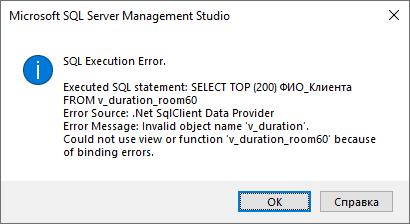 Microsoft SQL Server Management Studio
SQL Execution Error.
Executed SQL statement: SELECT TOP (200) ФИО_Клиента
FROM v_duration_room60
Error Source: .Net SqlClient Data Provider
Error Message: Invalid object name 'v_duration'.
Could not use view or function 'v_duration_room60' because
of binding errors.
OK
Справка